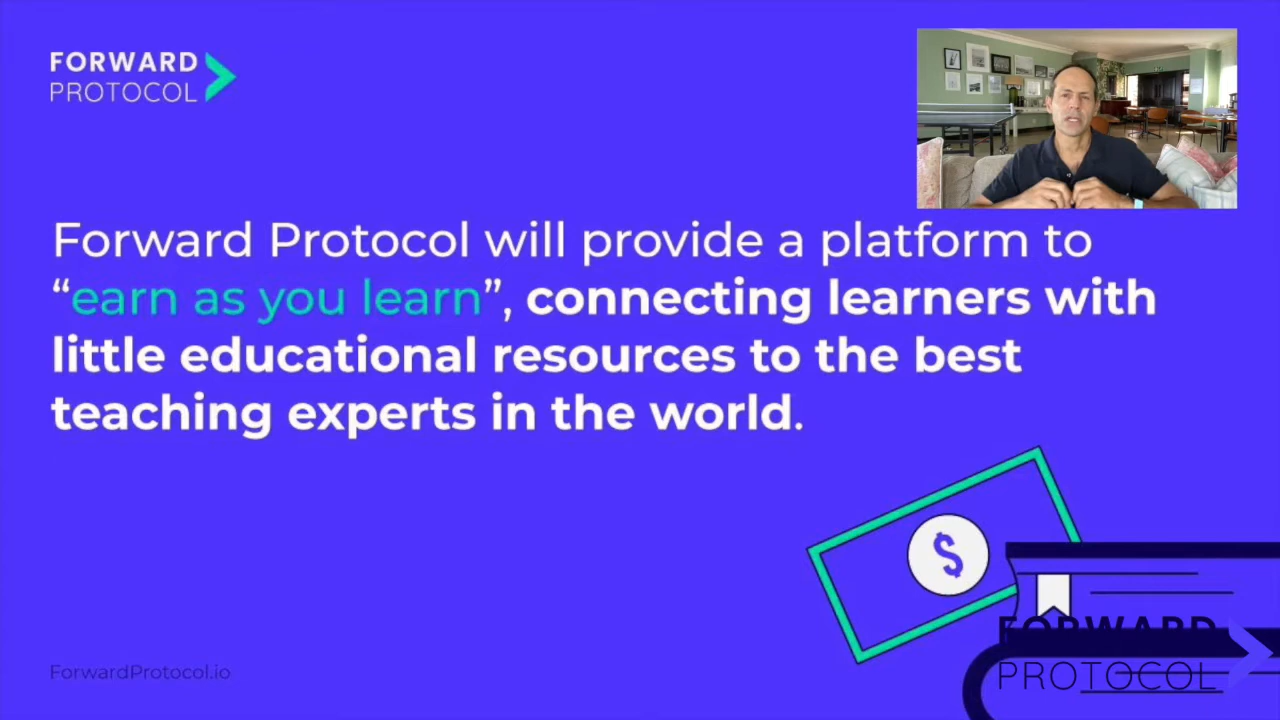 FORWARD
PROTOCOL
Forward Protocol will provide a platform to
“earn as you learn”, connecting learners with
little educational resources to the best
teaching experts in the world.
$
FORWARD
PROTOCOL
ForwardProtocol.io